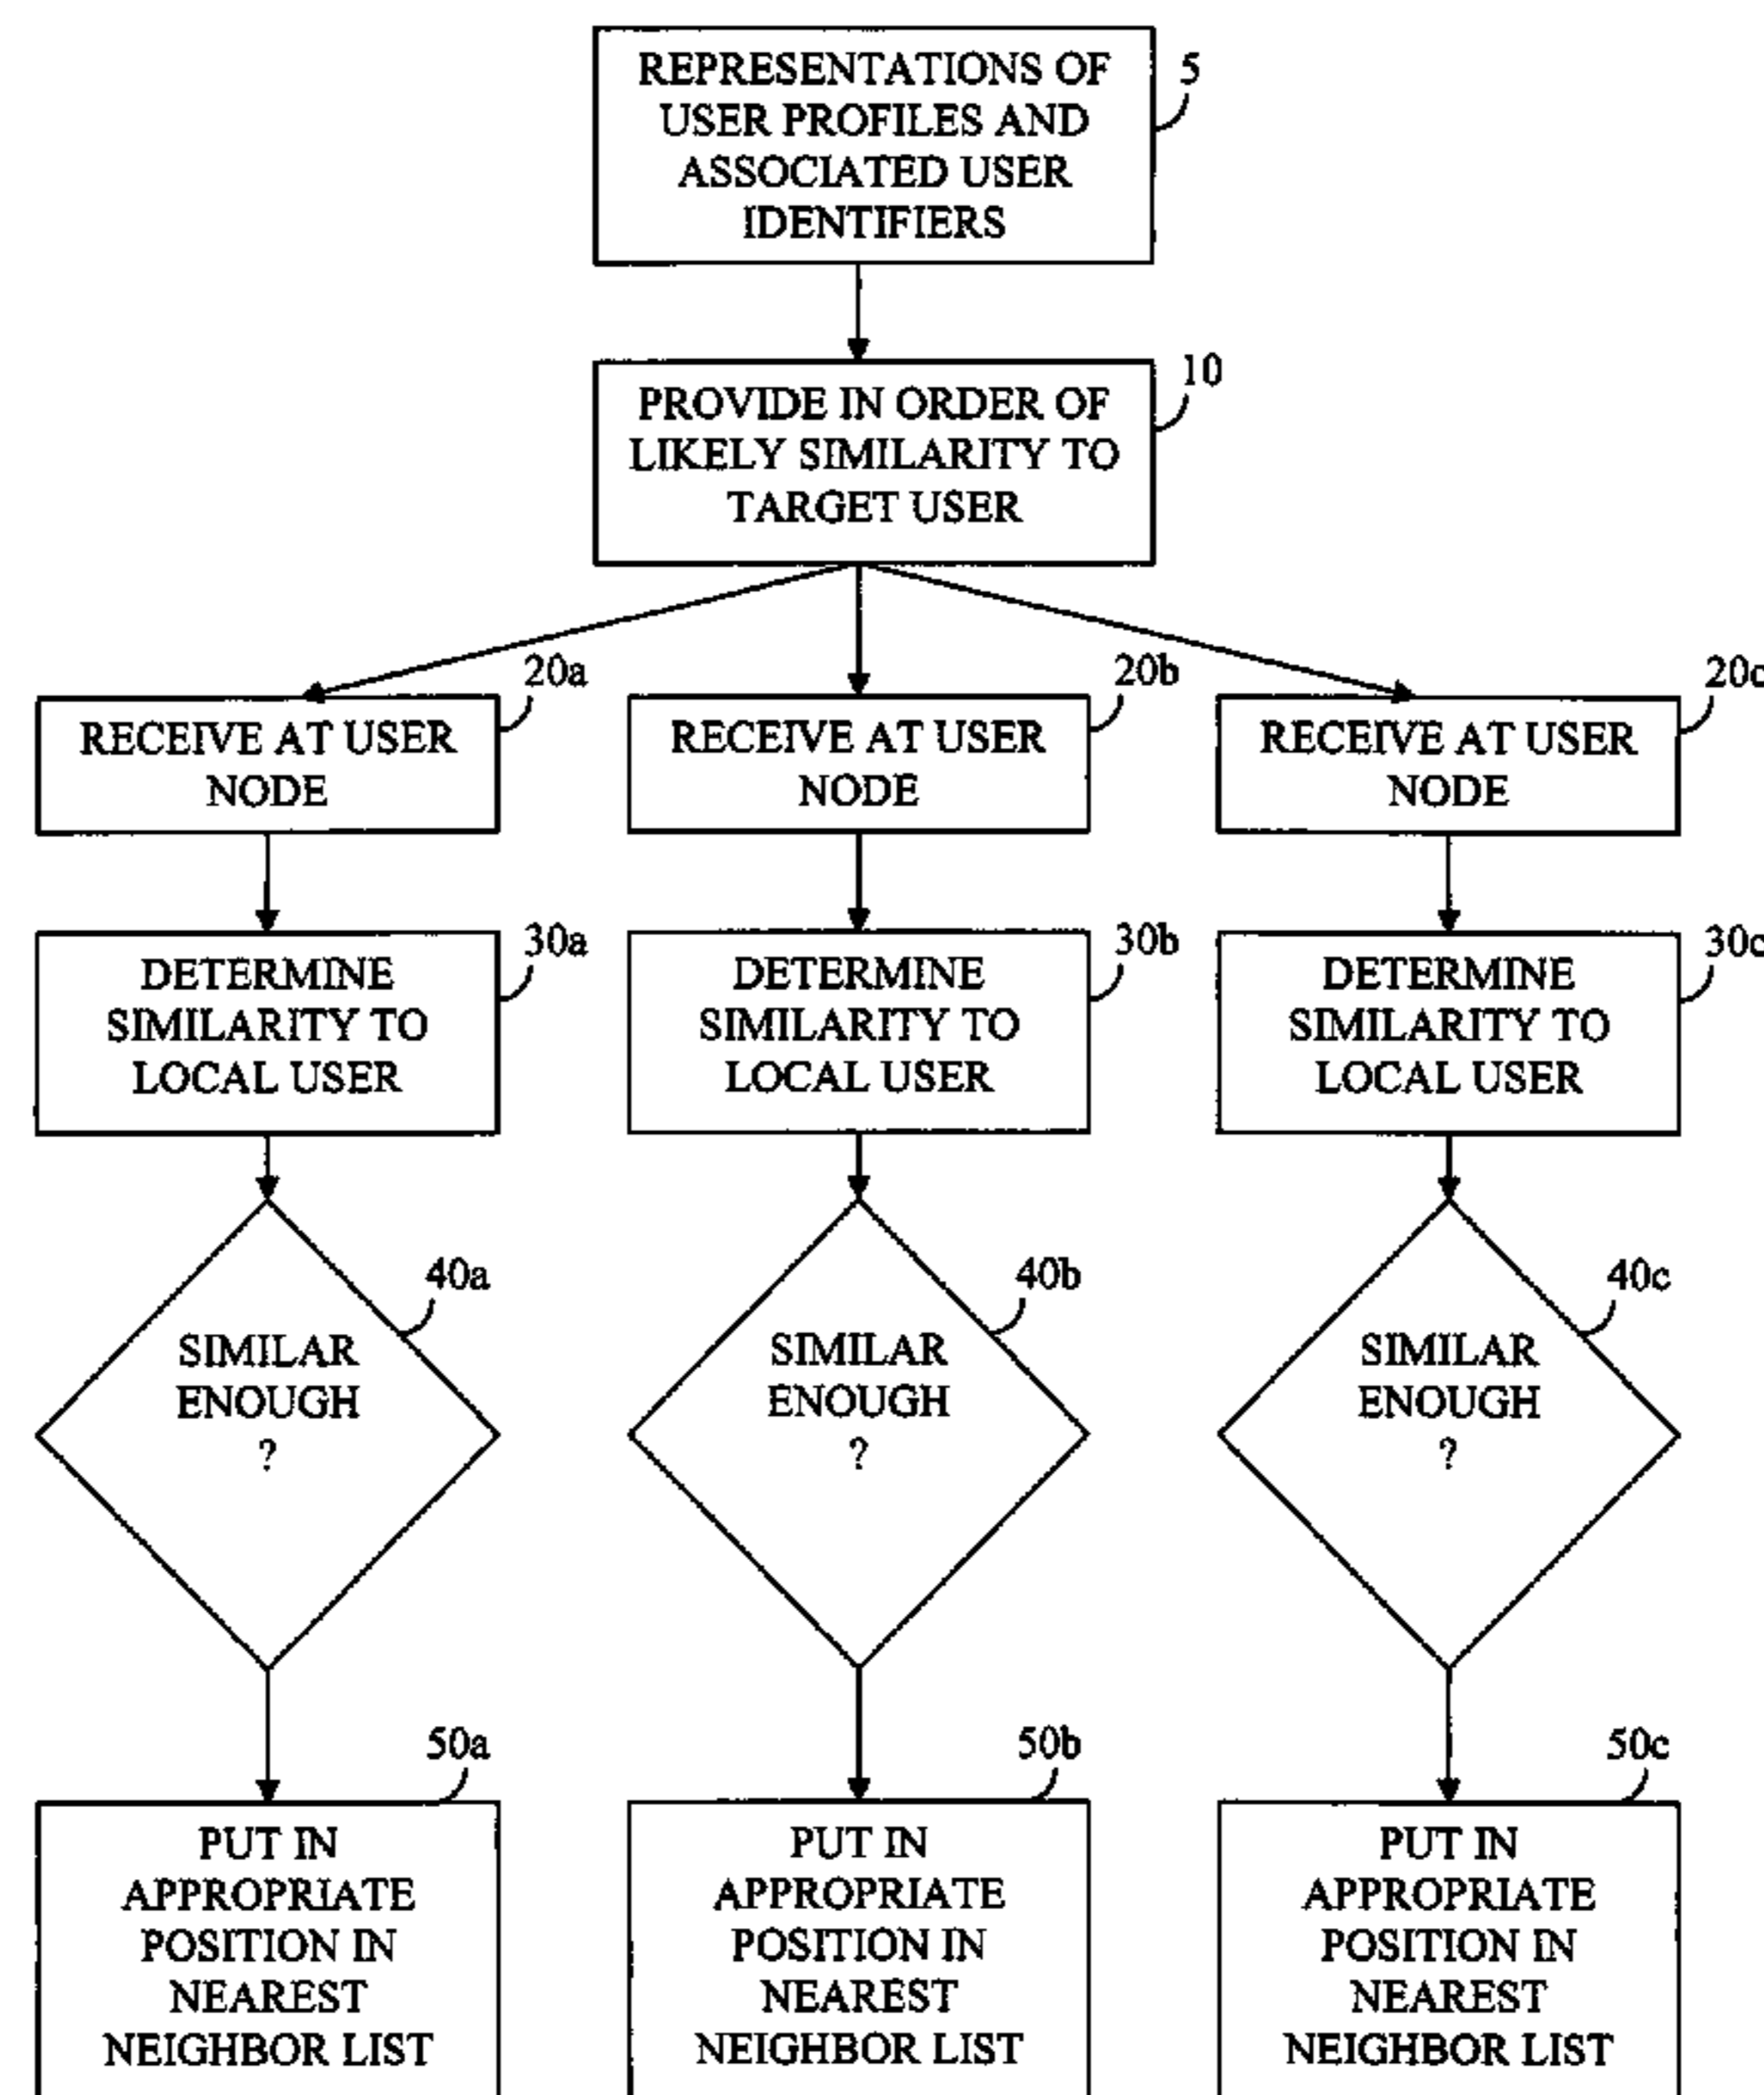 REPRESENTATIONS OF
USER PROFILES AND
ASSOCIATED USER
IDENTIFIERS
5
PROVIDE IN ORDER OF
LIKELY SIMILARITY TO
TARGET USER
10
20a
RECEIVE AT USER
NODE
20b
RECEIVE AT USER
NODE
20c
RECEIVE AT USER
NODE
30a
DETERMINE
SIMILARITY TO
LOCAL USER
30b
DETERMINE
SIMILARITY TO
LOCAL USER
30c
DETERMINE
SIMILARITY TO
LOCAL USER
40a
SIMILAR
ENOUGH
?
40b
SIMILAR
ENOUGH
?
40c
SIMILAR
ENOUGH
?
50a
PUT IN
APPROPRIATE
POSITION IN
NEAREST
NEIGHBOR LIST
50b
PUT IN
APPROPRIATE
POSITION IN
NEAREST
NEIGHBOR LIST
50c
PUT IN
APPROPRIATE
POSITION IN
NEAREST
NEIGHBOR LIST